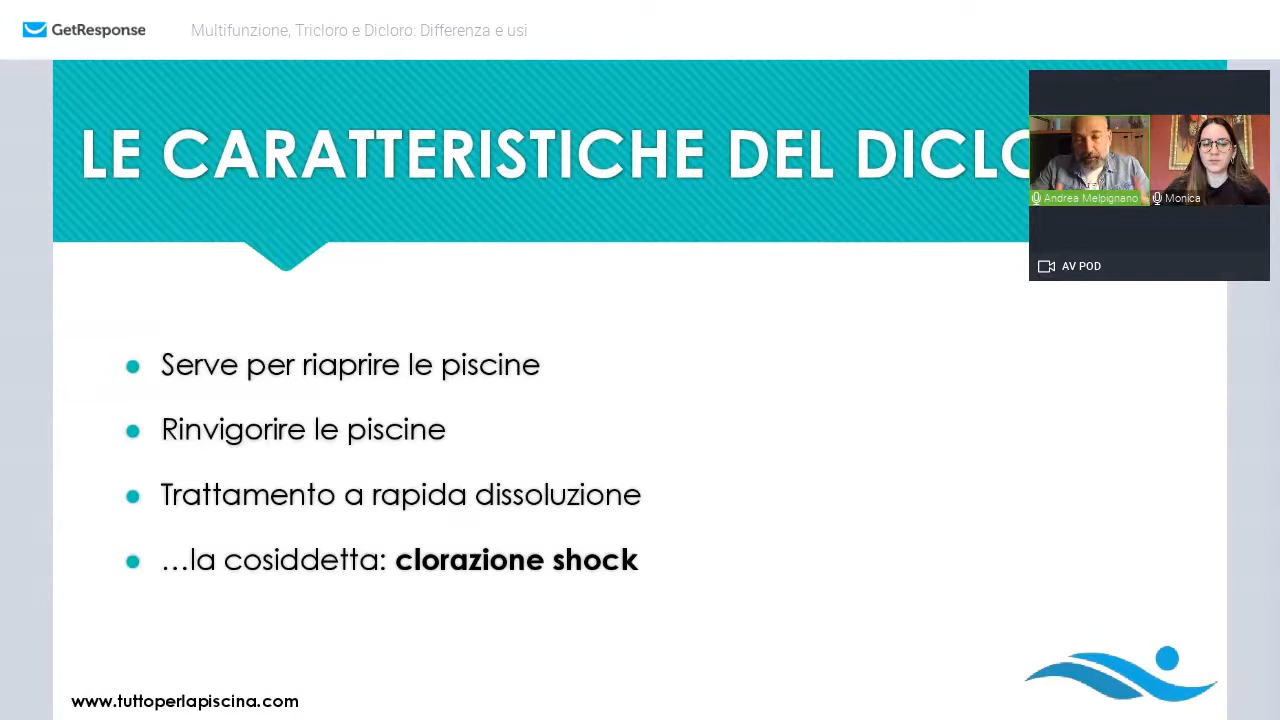 GetResponse
Multifunzione, Tricloro e Dicloro: Differenza e usi
LE CARATTERISTICHE DEL DICLO
Andrea Melpignano
Monica
AV POD
Serve per riaprire le piscine
Rinvigorire le piscine
Trattamento a rapida dissoluzione
…la cosiddetta: clorazione shock
www.tuttoperlapiscina.com